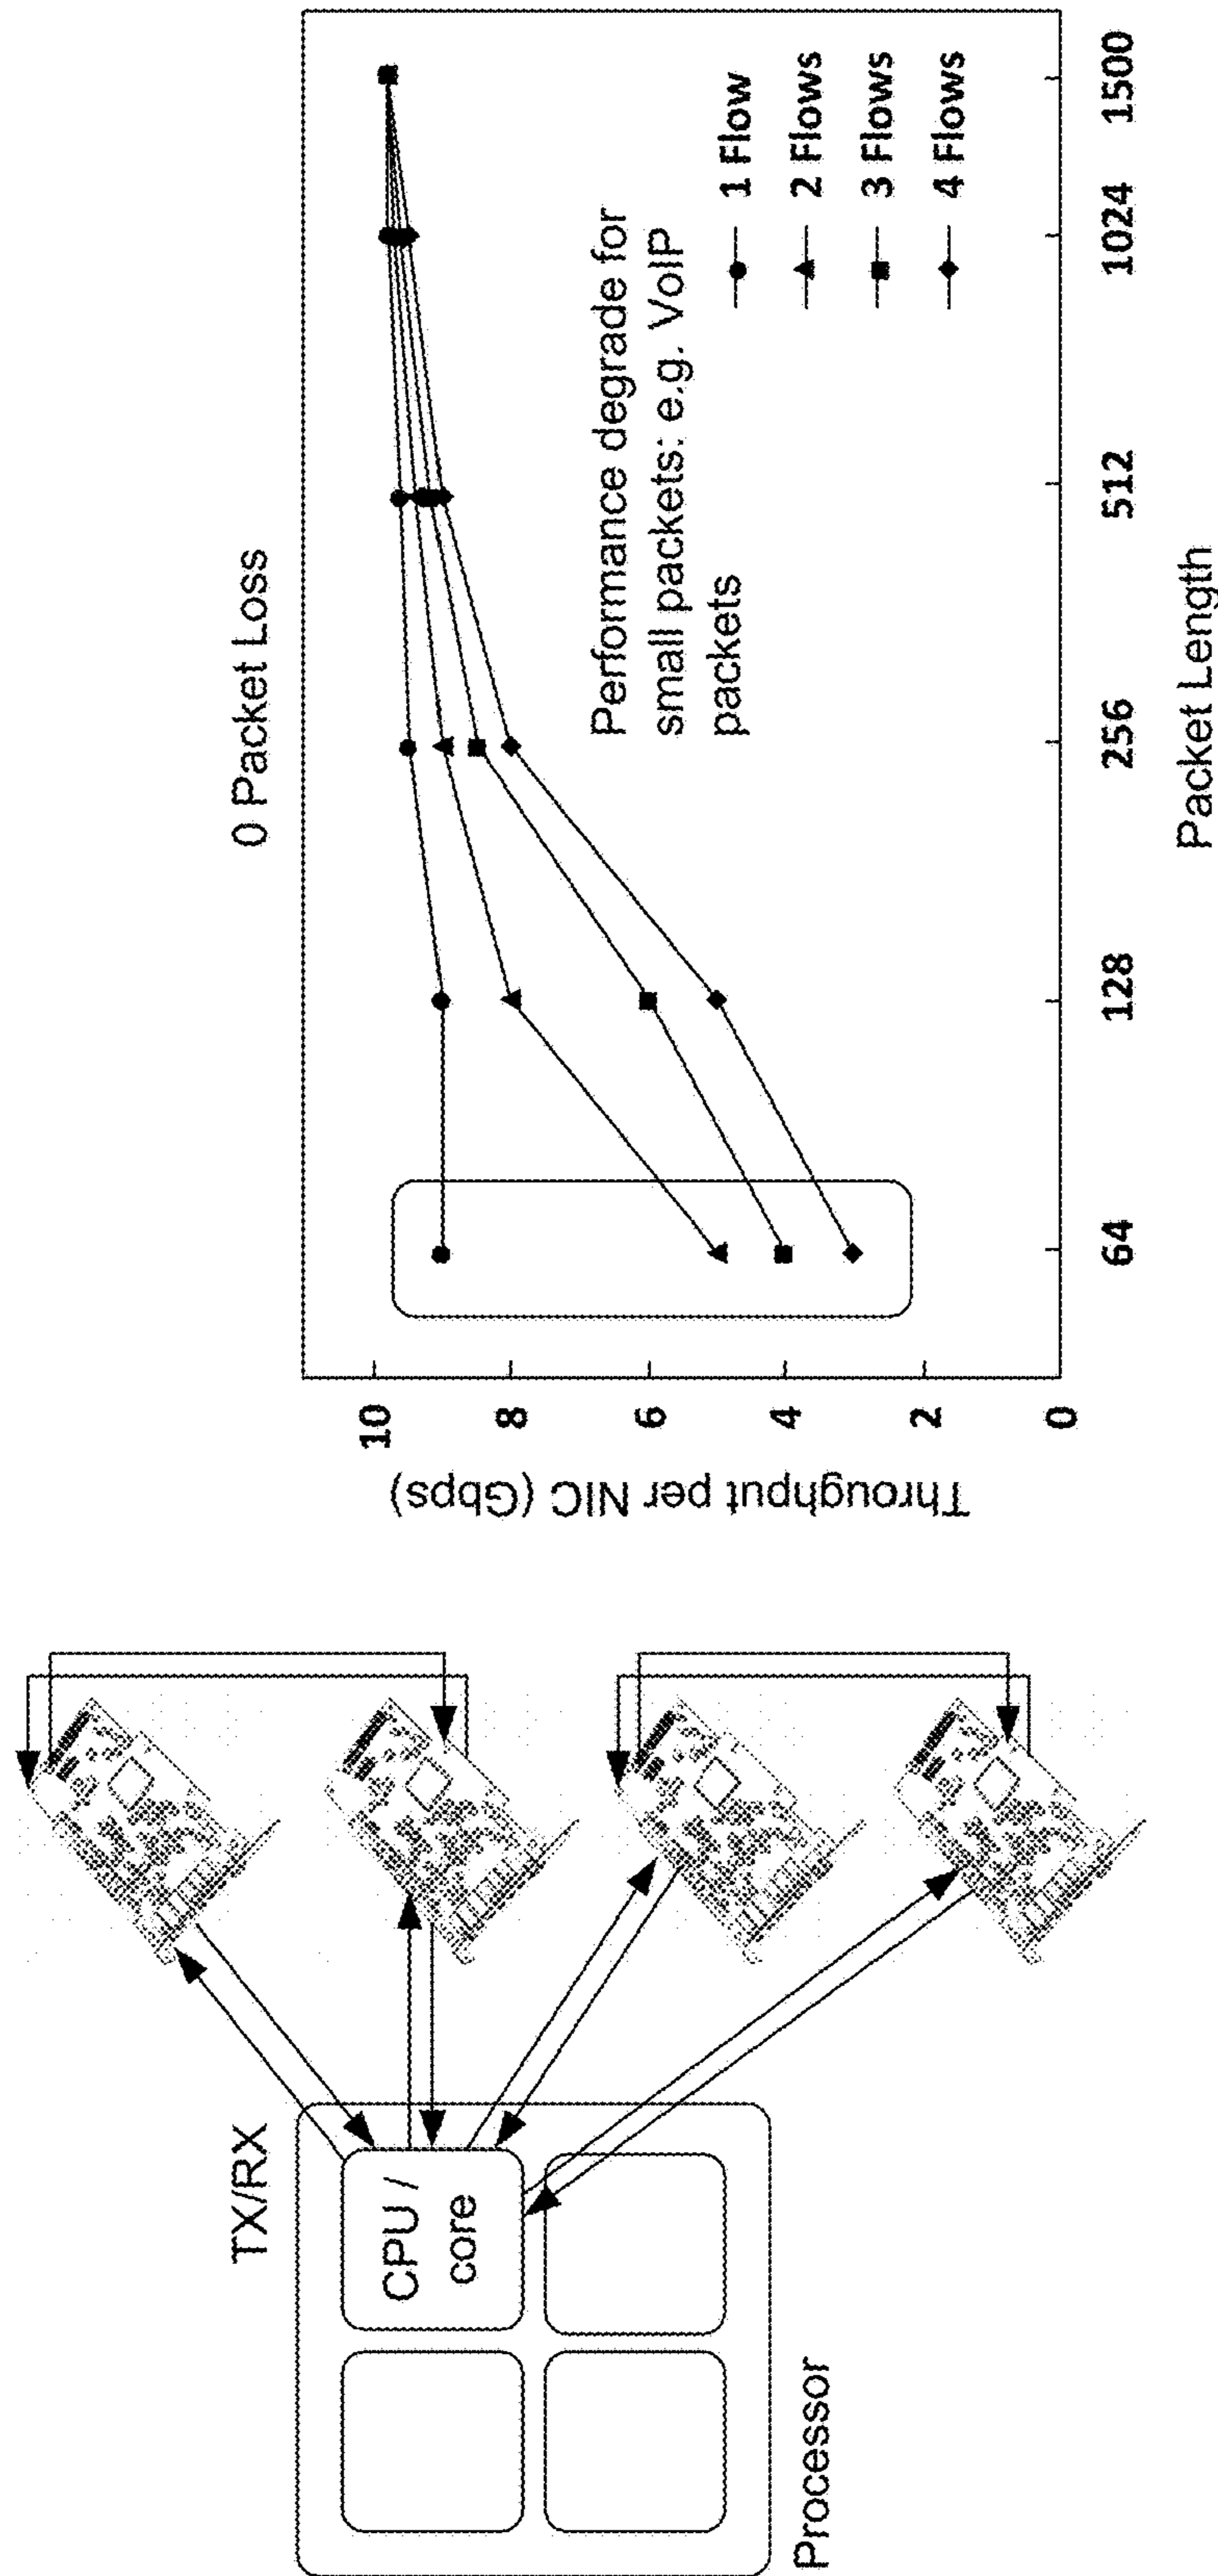 TX/RX
CPU /
core
Processor
0 Packet Loss
Throughput per NIC (Gbps)
10
8
6
4
2
0
Performance degrade for
small packets: e.g. VoIP
packets
1 Flow
2 Flows
3 Flows
4 Flows
64 128 256 512 1024 1500
Packet Length